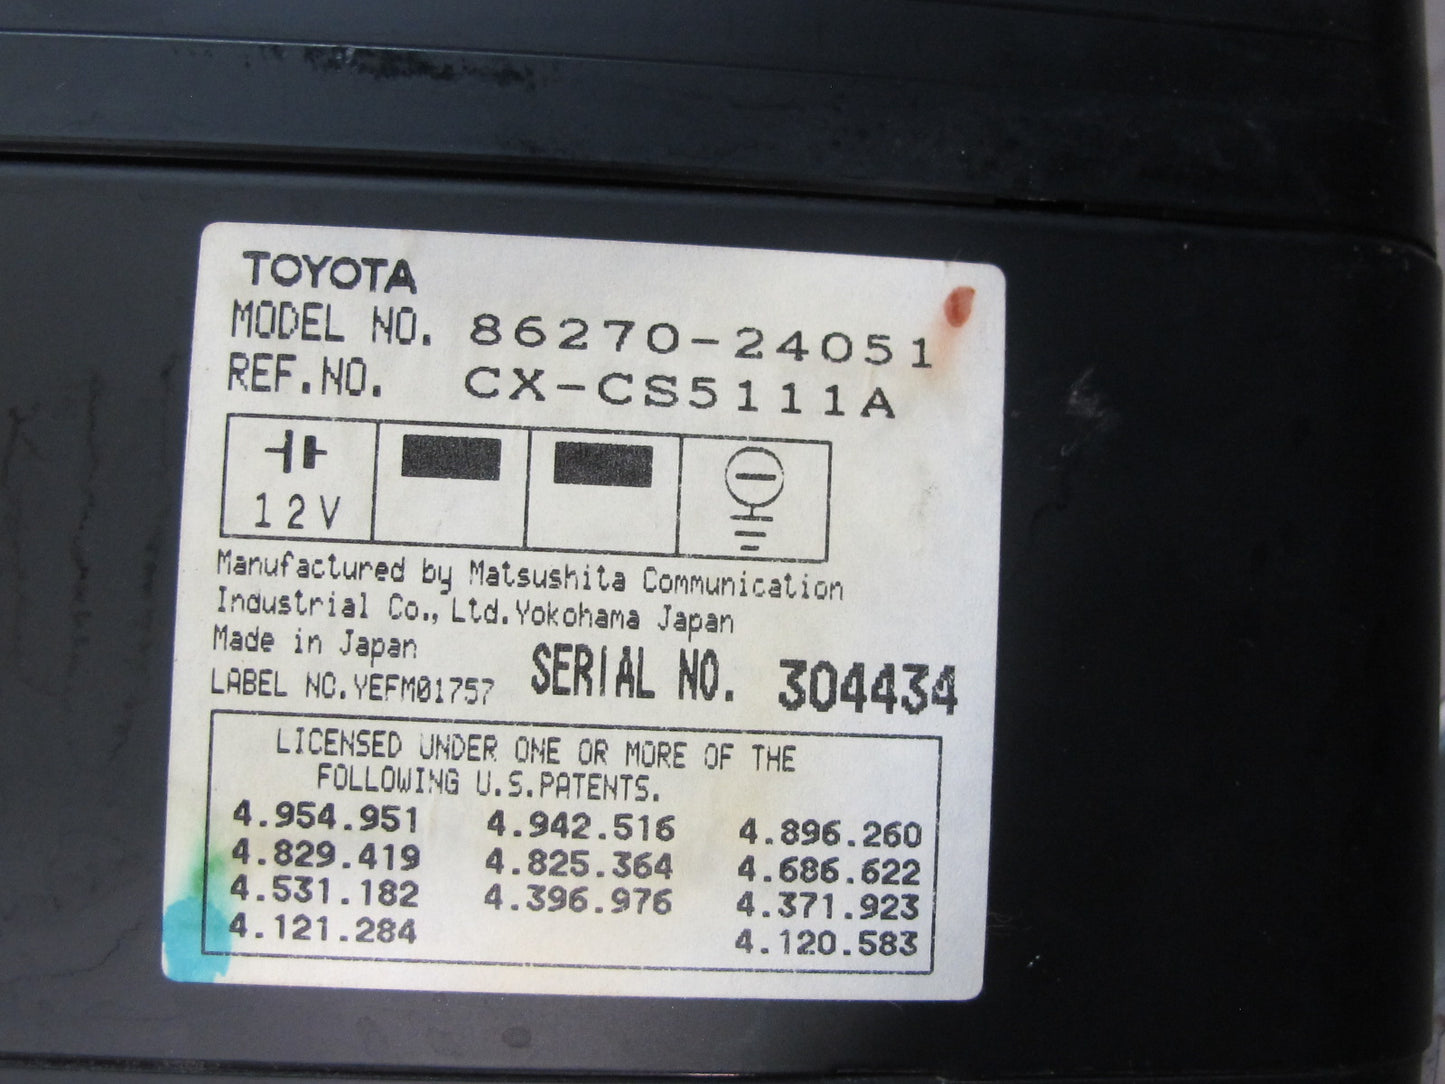 TOYOTA
MODEL NO. 86270-24051
REF.NO. CX-CS5111A
12V
Manufactured by Matsushita Communication
Industrial Co., Ltd. Yokohama Japan
Made in Japan
LABEL NO.YEFM01757 SERIAL NO. 304434
LICENSED UNDER ONE OR MORE OF THE
FOLLOWING U.S.PATENTS.
4.954.951 4.942.516 4.896.260
4.829.419 4.825.364 4.686.622
4.531.182 4.396.976 4.371.923
4.121.284 4.120.583